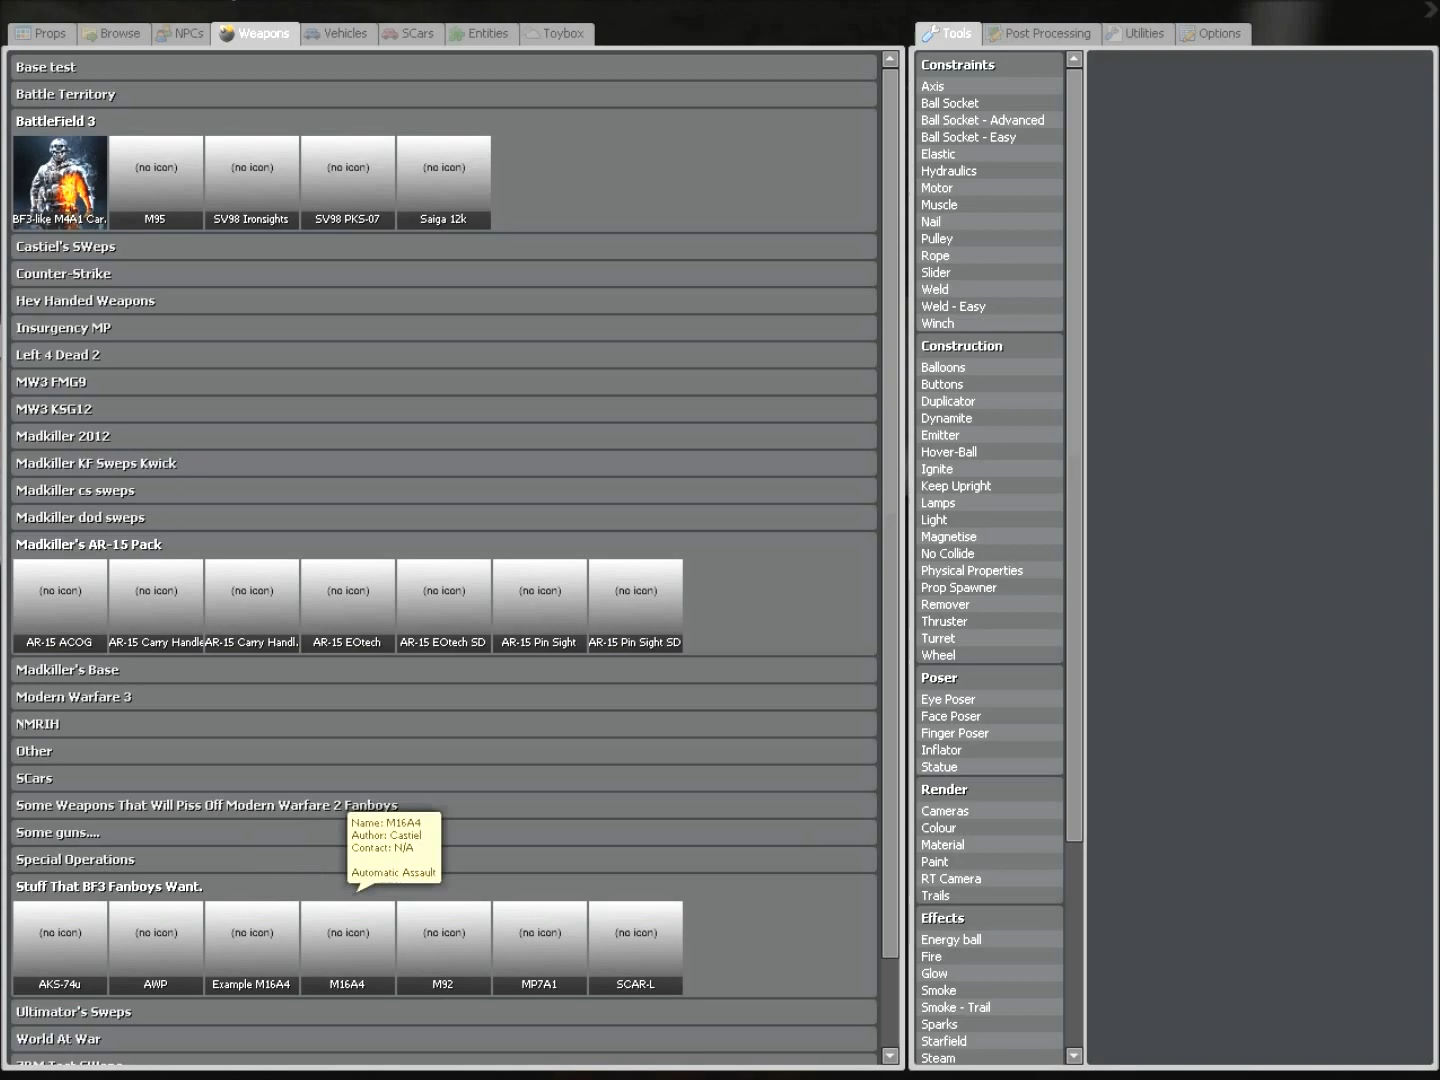 Props
Browse
NPCs
Weapons
Vehicles
SCars
Entities
Toybox
Base test
Battle Territory
BattleField 3
(no icon)
(no icon)
(no icon)
(no icon)
BF3-like M4A1 Car.
M95
SV98 Ironsights
SV98 PKS-07
Saiga 12k
Castiel's SWeps
Counter-Strike
Hev Handed Weapons
Insurgency MP
Left 4 Dead 2
MW3 FMG9
MW3 KSG12
Madkiller 2012
Madkiller KF Sweps Kwick
Madkiller cs sweps
Madkiller dod sweps
Madkiller's AR-15 Pack
(no icon)
(no icon)
(no icon)
(no icon)
(no icon)
(no icon)
(no icon)
AR-15 ACOG
AR-15 Carry Handle
AR-15 Carry Handl.
AR-15 EOtech
AR-15 EOtech SD
AR-15 Pin Sight
AR-15 Pin Sight SD
Madkiller's Base
Modern Warfare 3
NMRIH
Other
SCars
Some Weapons That Will Piss Off Modern Warfare 2 Fanboys
Name: M16A4
Author: Castiel
Contact: N/A
Automatic Assault
Some guns....
Special Operations
Stuff That BF3 Fanboys Want.
(no icon)
(no icon)
(no icon)
(no icon)
(no icon)
(no icon)
(no icon)
AKS-74u
AWP
Example M16A4
M16A4
M92
MP7A1
SCAR-L
Ultimator's Sweps
World At War
Tools
Post Processing
Utilities
Options
Constraints
Axis
Ball Socket
Ball Socket - Advanced
Ball Socket - Easy
Elastic
Hydraulics
Motor
Muscle
Nail
Pulley
Rope
Slider
Weld
Weld - Easy
Winch
Construction
Balloons
Buttons
Duplicator
Dynamite
Emitter
Hover-Ball
Ignite
Keep Upright
Lamps
Light
Magnetise
No Collide
Physical Properties
Prop Spawner
Remover
Thruster
Turret
Wheel
Poser
Eye Poser
Face Poser
Finger Poser
Inflator
Statue
Render
Cameras
Colour
Material
Paint
RT Camera
Trails
Effects
Energy ball
Fire
Glow
Smoke
Smoke - Trail
Sparks
Starfield
Steam